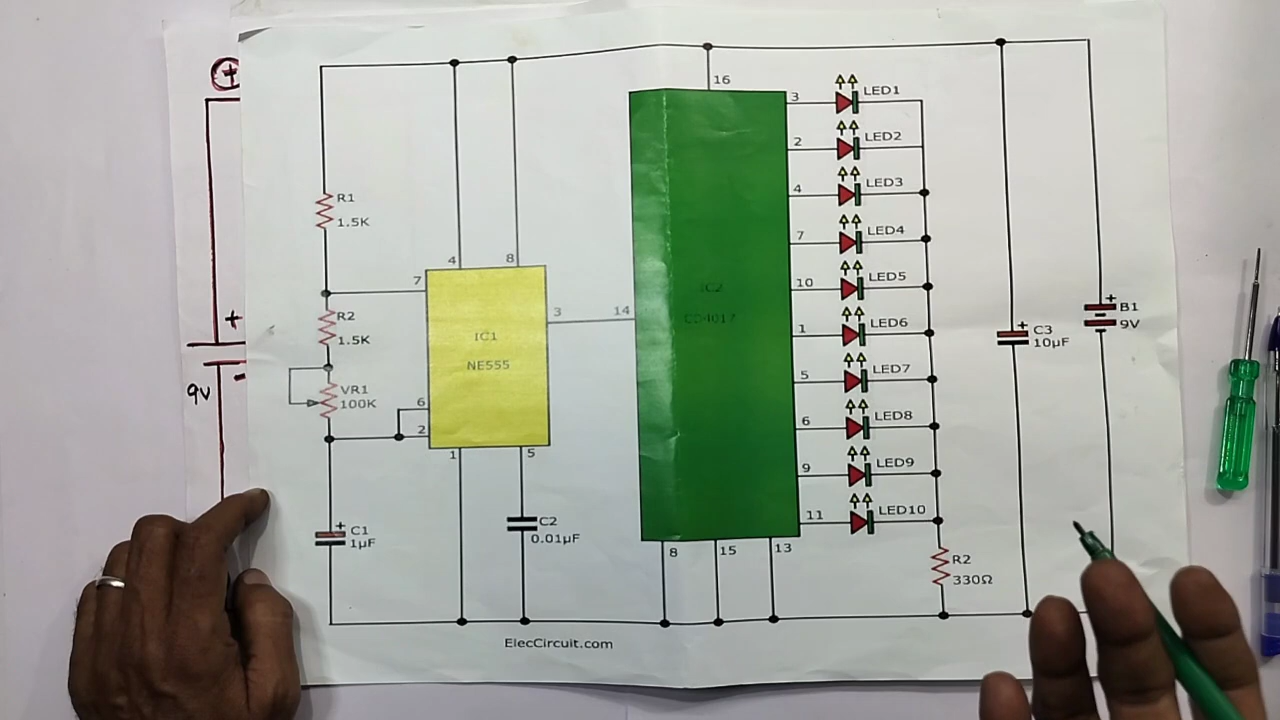 +
+
-
9V
16
3
LED1
2
LED2
4
LED3
7
LED4
10
LED5
1
LED6
5
LED7
6
LED8
9
LED9
11
LED10
R1
1.5K
4
8
7
R2
1.5K
VR1
100K
6
2
IC1
NE555
3
14
IC2
CD4017
1
5
+
C1
1µF
C2
0.01µF
8
15
13
R2
330Ω
+
C3
10µF
+
B1
9V
ElecCircuit.com